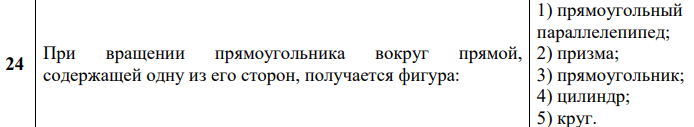 24
При вращении прямоугольника вокруг прямой,
содержащей одну из его сторон, получается фигура:
1) прямоугольный
параллелепипед;
2) призма;
3) прямоугольник;
4) цилиндр;
5) круг.